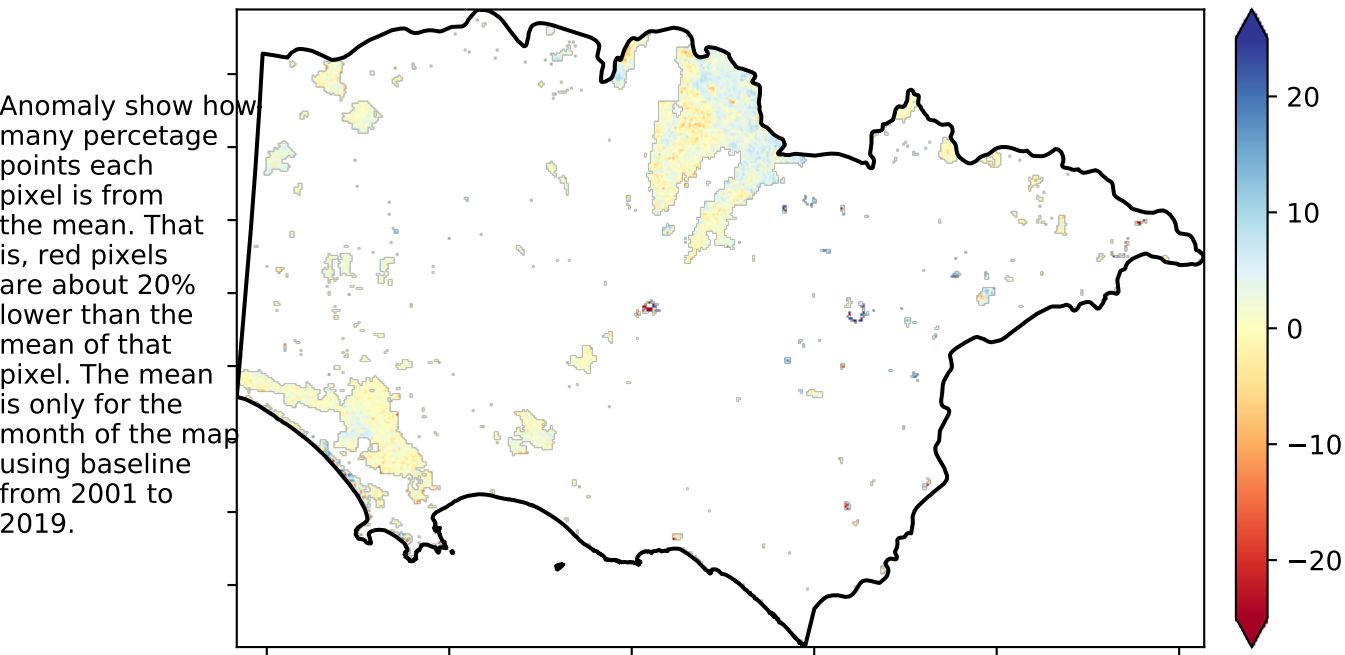 Anomaly show how
many percetage
points each
pixel is from
the mean. That
is, red pixels
are about 20%
lower than the
mean of that
pixel. The mean
is only for the
month of the map
using baseline
from 2001 to
2019.
20
10
0
−10
−20